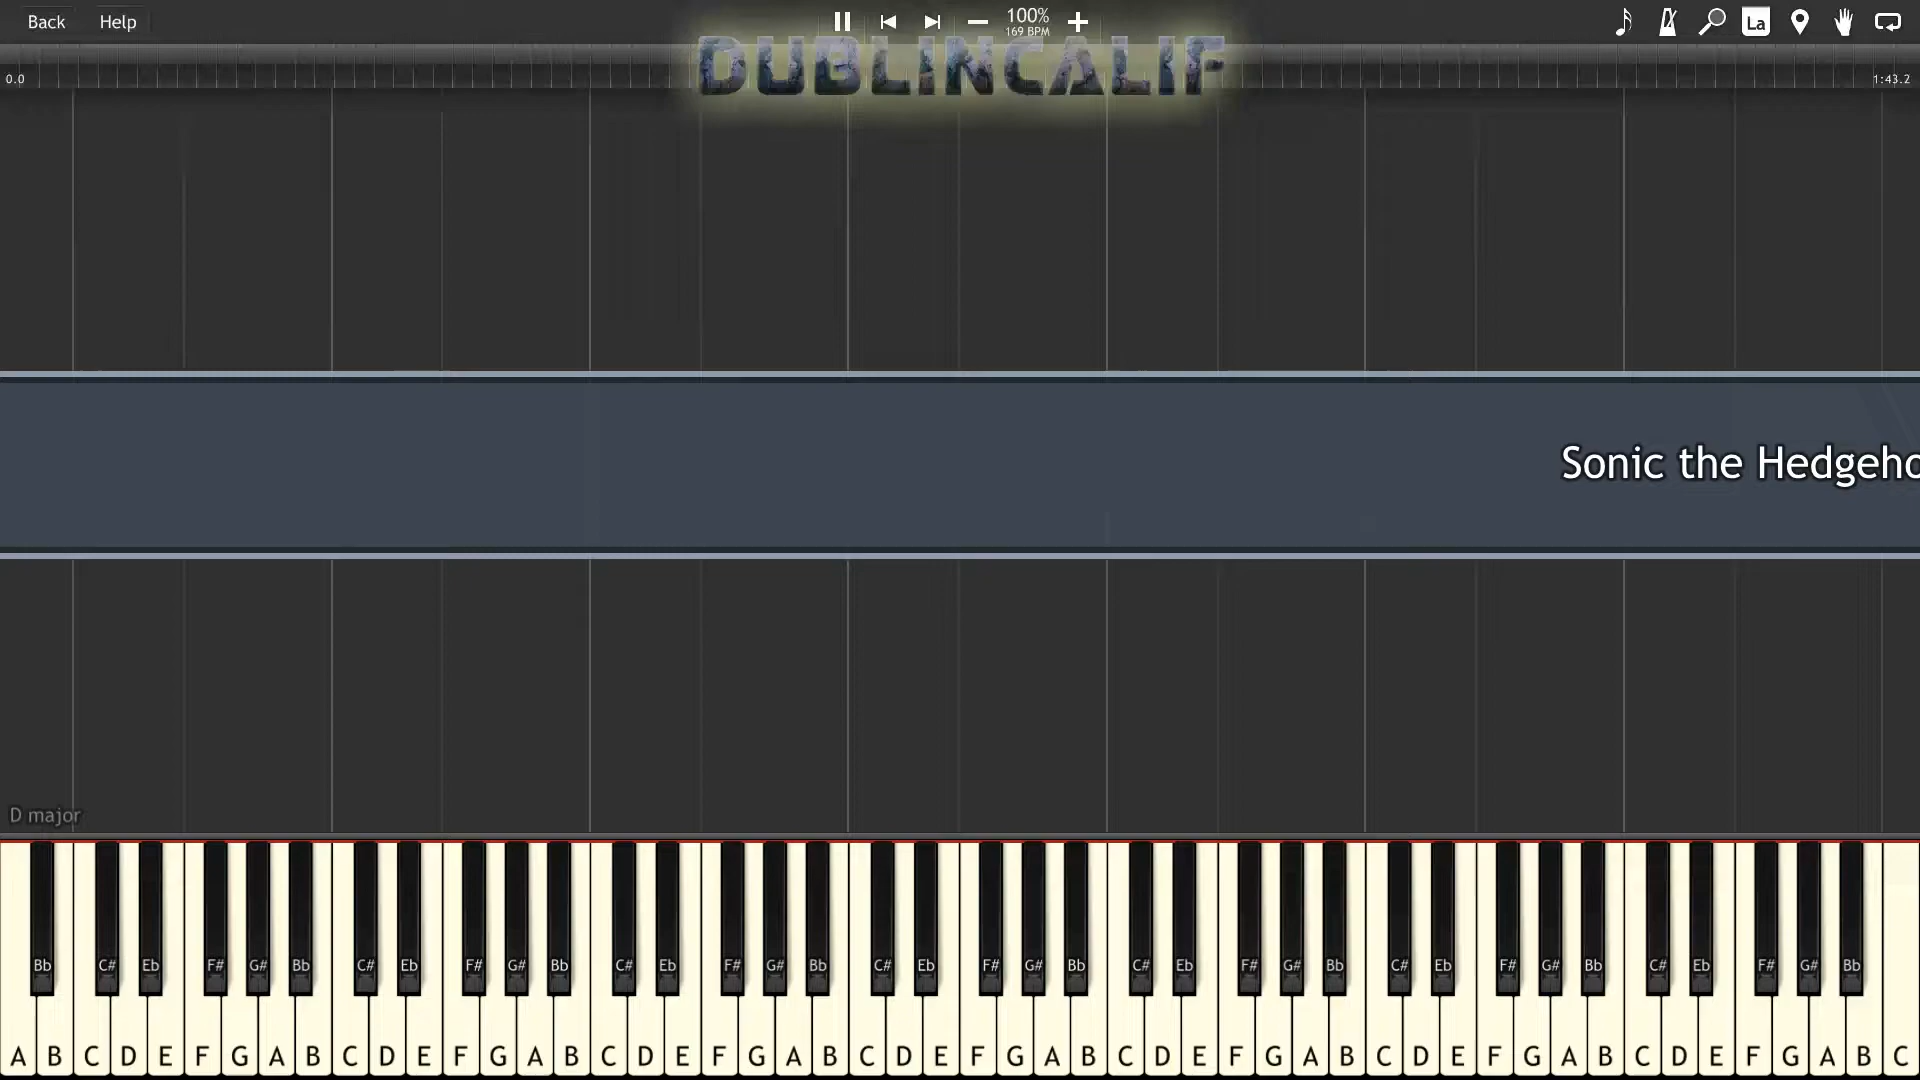 Back Help
100%
169 BPM
La
DUBLINCALIF
0.0 1:43.2
Sonic the Hedgeho
D major
Bb C# Eb F# G# Bb C# Eb F# G# Bb C# Eb F# G# Bb C# Eb F# G# Bb C# Eb F# G# Bb C# Eb F# G# Bb C# Eb F# G# Bb
A B C D E F G A B C D E F G A B C D E F G A B C D E F G A B C D E F G A B C D E F G A B C D E F G A B C